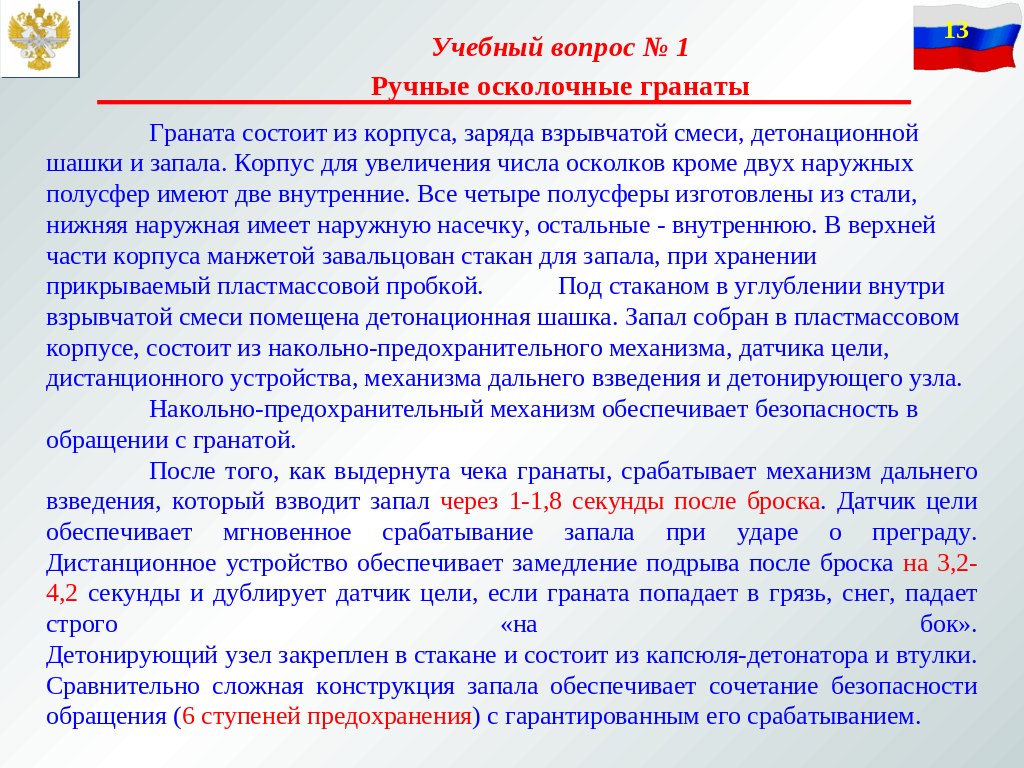 13
Учебный вопрос № 1
Ручные осколочные гранаты
Граната состоит из корпуса, заряда взрывчатой смеси, детонационной
шашки и запала. Корпус для увеличения числа осколков кроме двух наружных
полусфер имеют две внутренние. Все четыре полусферы изготовлены из стали,
нижняя наружная имеет наружную насечку, остальные - внутреннюю. В верхней
части корпуса манжетой завальцован стакан для запала, при хранении
прикрываемый пластмассовой пробкой. Под стаканом в углублении внутри
взрывчатой смеси помещена детонационная шашка. Запал собран в пластмассовом
корпусе, состоит из накольно-предохранительного механизма, датчика цели,
дистанционного устройства, механизма дальнего взведения и детонирующего узла.
Накольно-предохранительный механизм обеспечивает безопасность в
обращении с гранатой.
После того, как выдернута чека гранаты, срабатывает механизм дальнего
взведения, который взводит запал через 1-1,8 секунды после броска. Датчик цели
обеспечивает мгновенное срабатывание запала при ударе о преграду.
Дистанционное устройство обеспечивает замедление подрыва после броска на 3,2-
4,2 секунды и дублирует датчик цели, если граната попадает в грязь, снег, падает
строго «на бок».
Детонирующий узел закреплен в стакане и состоит из капсюля-детонатора и втулки.
Сравнительно сложная конструкция запала обеспечивает сочетание безопасности
обращения (6 ступеней предохранения) с гарантированным его срабатыванием.